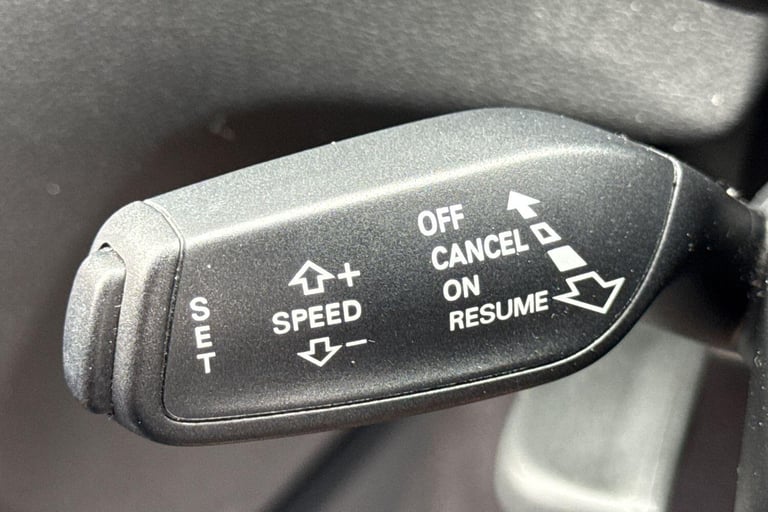 SET
+
SPEED
−
OFF
CANCEL
ON
RESUME